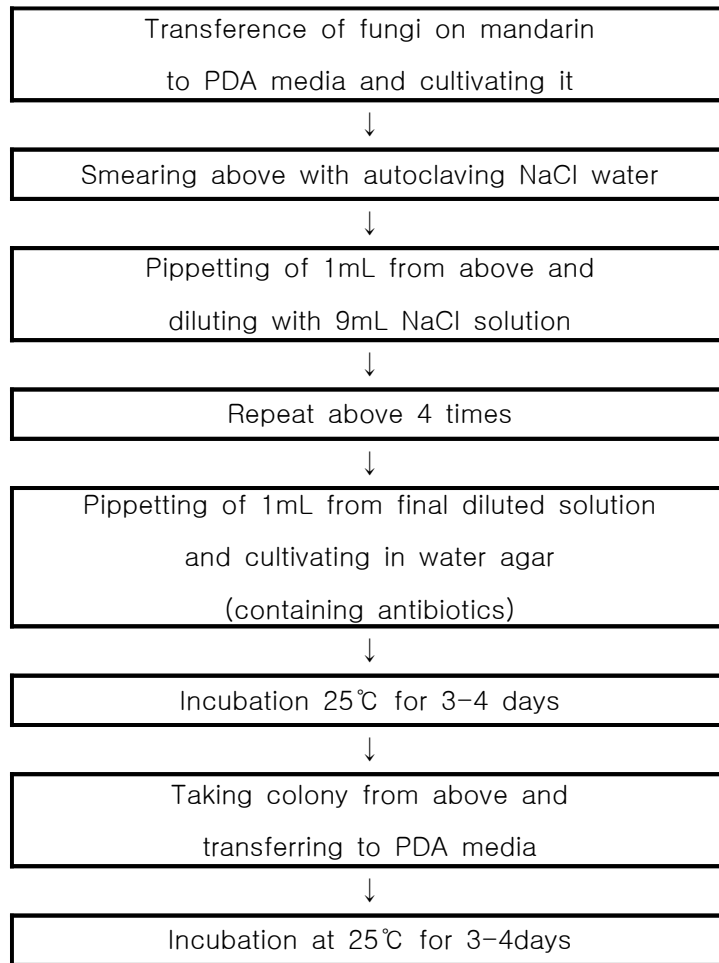 Transference of fungi on mandarin
to PDA media and cultivating it
↓
Smearing above with autoclaving NaCl water
↓
Pippetting of 1mL from above and
diluting with 9mL NaCl solution
↓
Repeat above 4 times
↓
Pippetting of 1mL from final diluted solution
and cultivating in water agar
(containing antibiotics)
↓
Incubation 25℃ for 3-4 days
↓
Taking colony from above and
transferring to PDA media
↓
Incubation at 25℃ for 3-4days